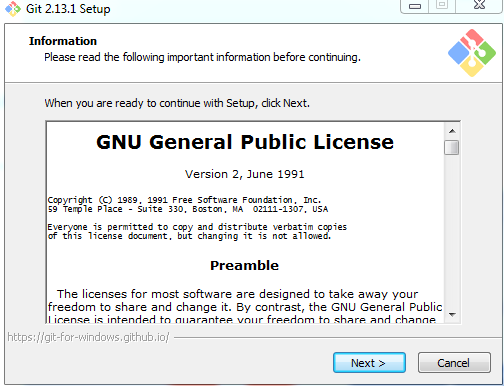 Git 2.13.1 Setup
Information
Please read the following important information before continuing.
When you are ready to continue with Setup, click Next.
GNU General Public License
Version 2, June 1991
Copyright (C) 1989, 1991 Free Software Foundation, Inc.
59 Temple Place - Suite 330, Boston, MA  02111-1307, USA
Everyone is permitted to copy and distribute verbatim copies
of this license document, but changing it is not allowed.
Preamble
The licenses for most software are designed to take away your
freedom to share and change it. By contrast, the GNU General Public
License is intended to guarantee your freedom to share and change
https://git-for-windows.github.io/
Next >
Cancel